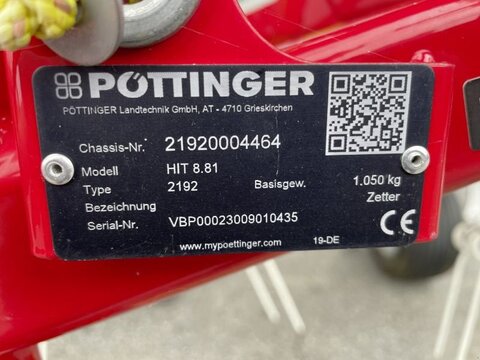 PÖTTINGER
PÖTTINGER Landtechnik GmbH, AT - 4710 Grieskirchen
Chassis-Nr. 21920004464
Modell HIT 8.81
Type 2192 Basisgew. 1.050 kg
Bezeichnung Zetter
Serial-Nr. VBP00023009010435
CE
www.mypoettinger.com 19-DE